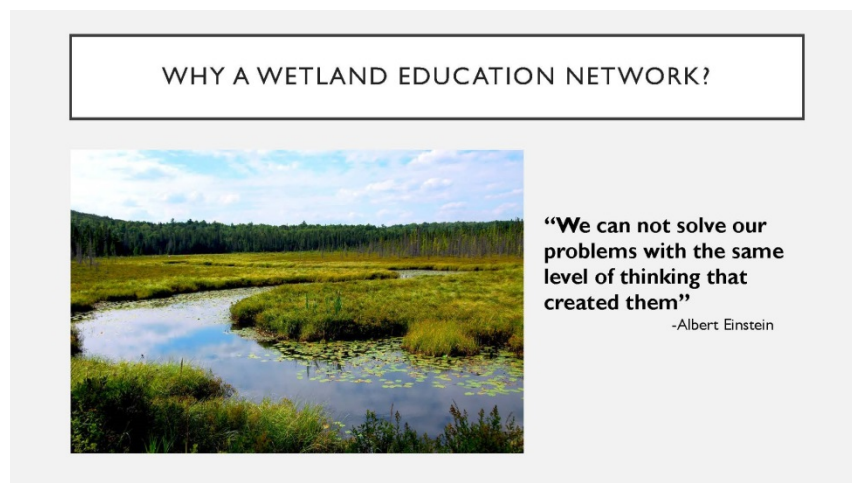 WHY A WETLAND EDUCATION NETWORK?
“We can not solve our
problems with the same
level of thinking that
created them”
-Albert Einstein